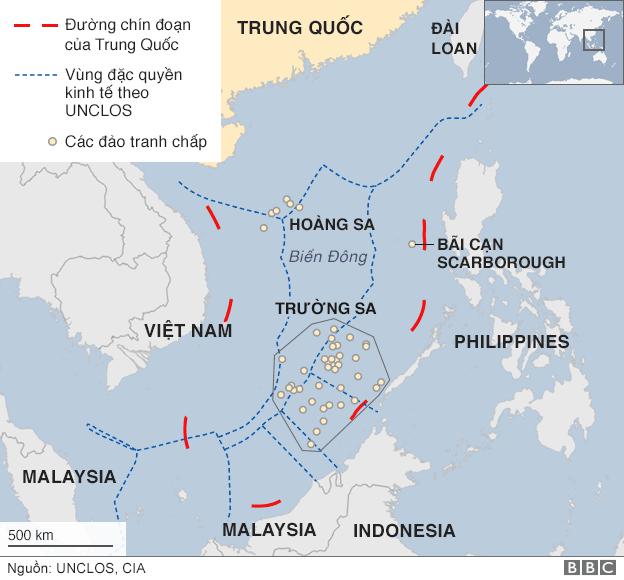 Đường chín đoạn
của Trung Quốc
Vùng đặc quyền
kinh tế theo
UNCLOS
Các đảo tranh chấp
TRUNG QUỐC
ĐÀI
LOAN
HOÀNG SA
Biển Đông
BÃI CẠN
SCARBOROUGH
TRƯỜNG SA
VIỆT NAM
PHILIPPINES
MALAYSIA
MALAYSIA
INDONESIA
500 km
Nguồn: UNCLOS, CIA
BBC